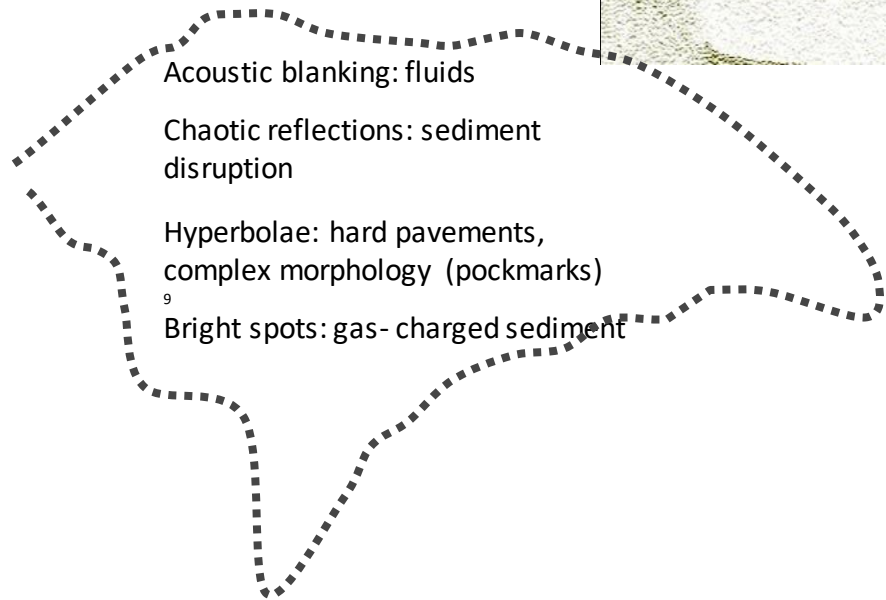 Acoustic blanking: fluids
Chaotic reflections: sediment
disruption
Hyperbolae: hard pavements,
complex morphology (pockmarks)
9
Bright spots: gas- charged sediment